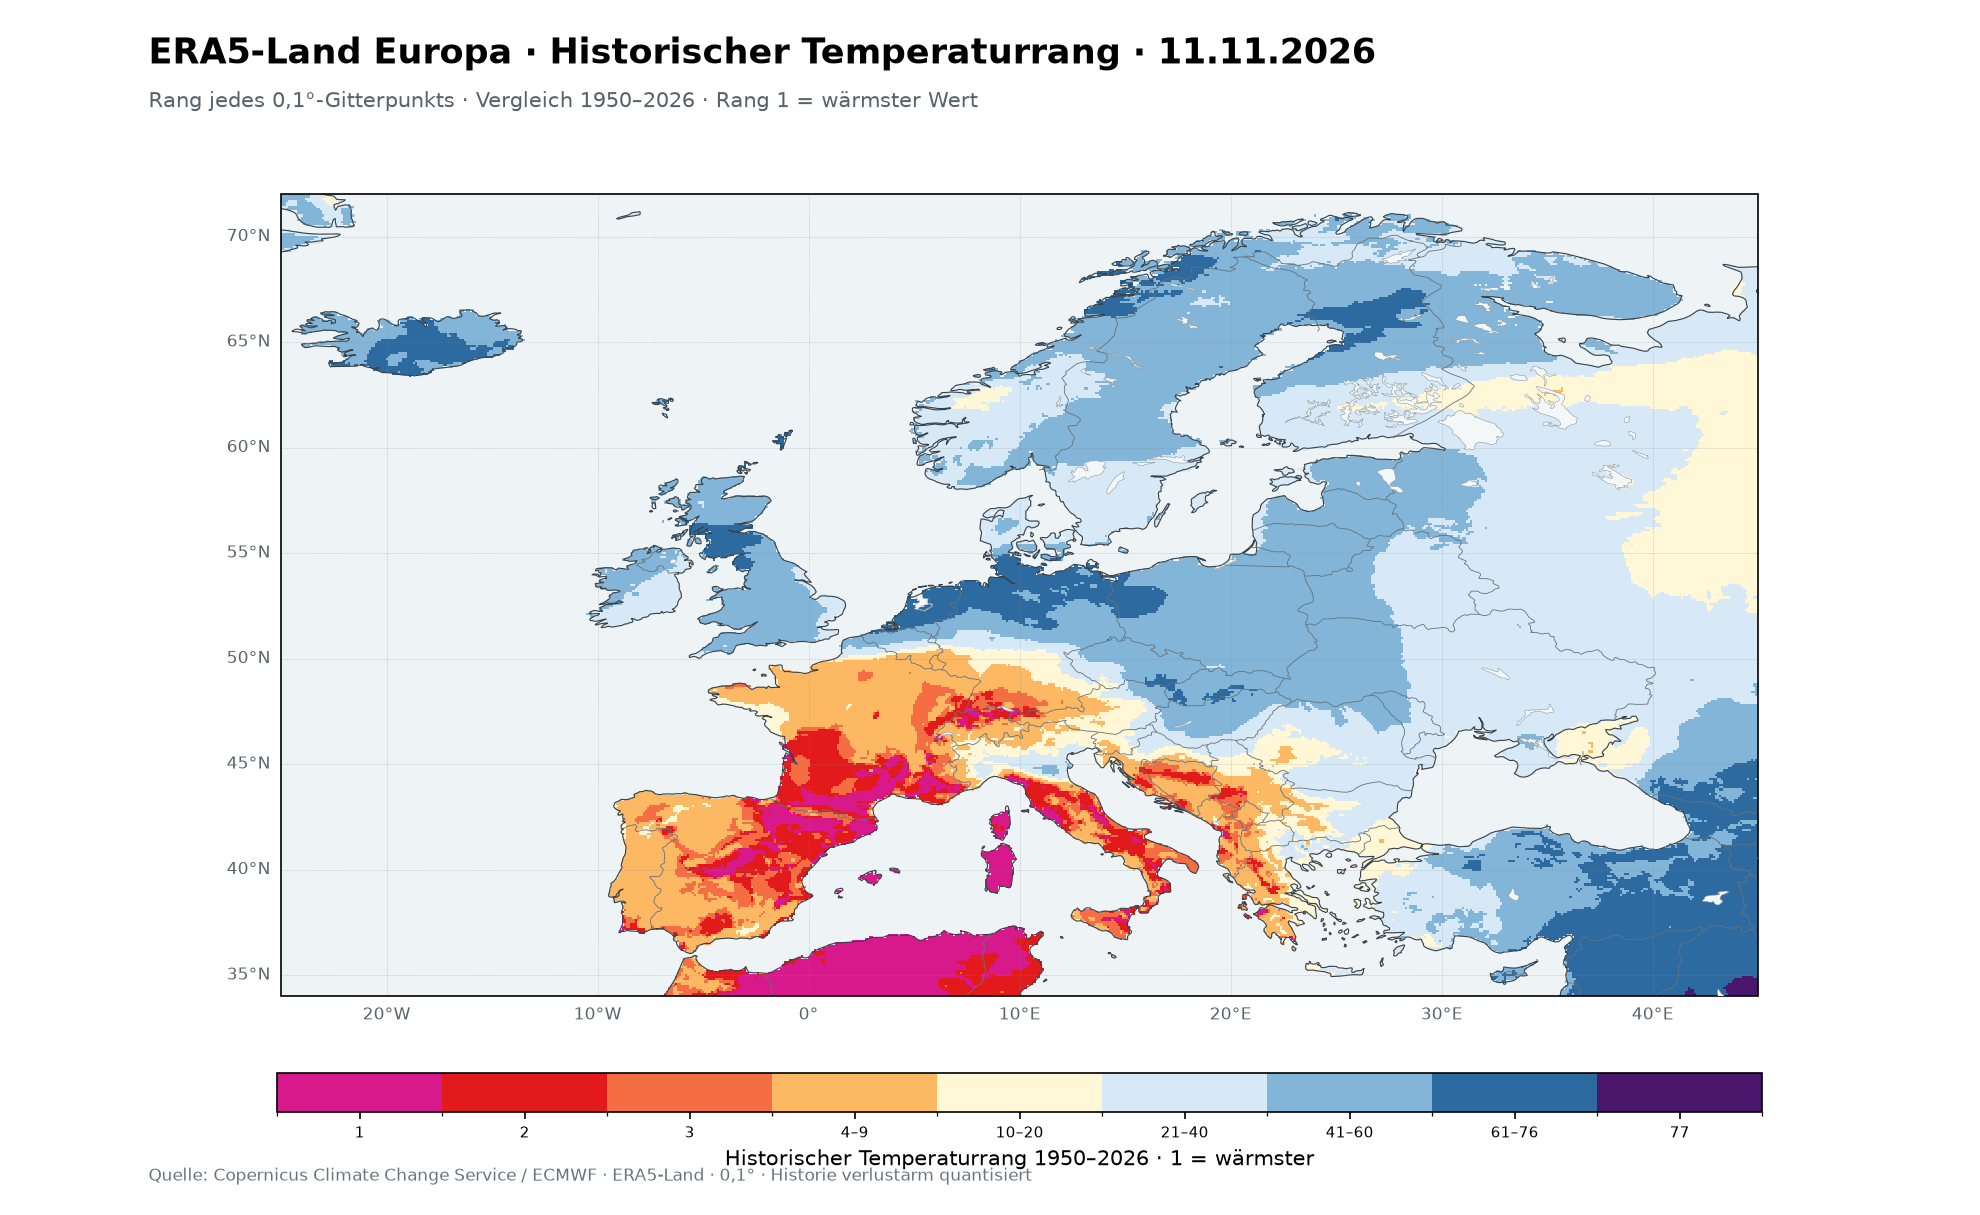 ERA5-Land Europa · Historischer Temperaturrang · 11.11.2026
Rang jedes 0,1°-Gitterpunkts · Vergleich 1950–2026 · Rang 1 = wärmster Wert
70°N
65°N
60°N
55°N
50°N
45°N
40°N
35°N
20°W 10°W 0° 10°E 20°E 30°E 40°E
1 2 3 4–9 10–20 21–40 41–60 61–76 77
Historischer Temperaturrang 1950–2026 · 1 = wärmster
Quelle: Copernicus Climate Change Service / ECMWF · ERA5-Land · 0,1° · Historie verlustarm quantisiert